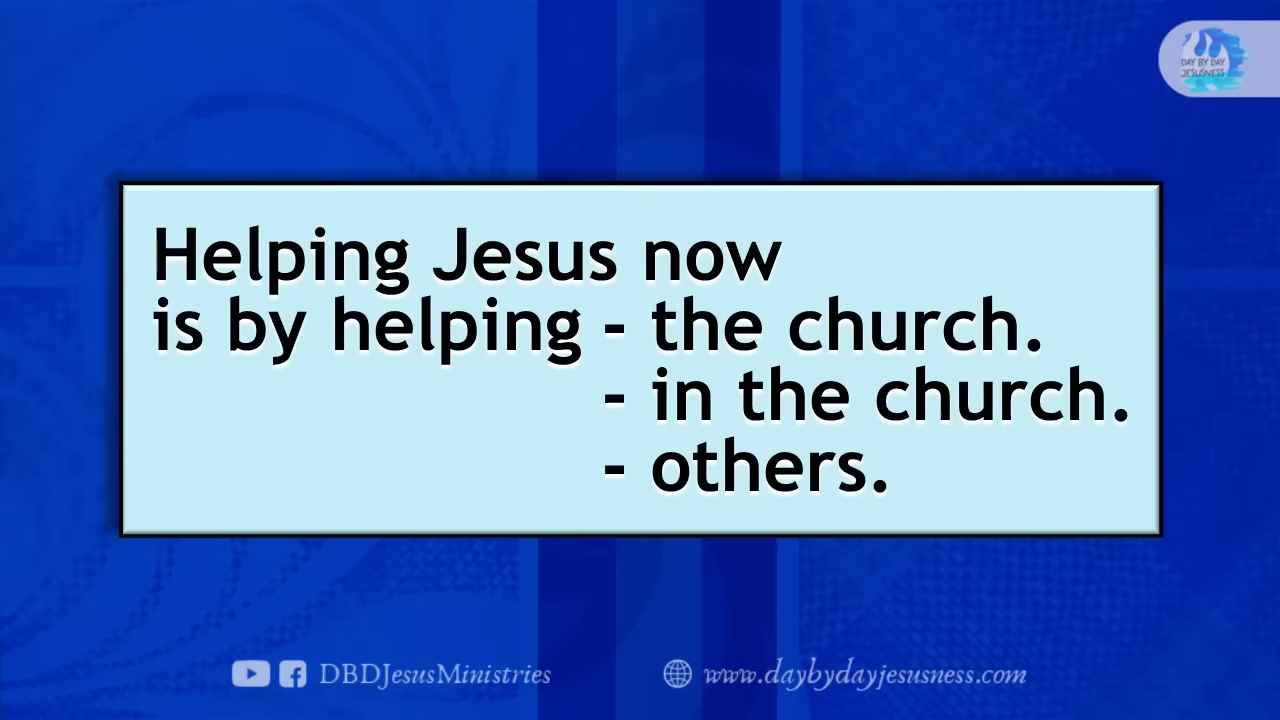 DAY BY DAY
JESUSNESS
Helping Jesus now
is by helping - the church.
- in the church.
- others.
DBDJesusMinistries
www.daybydayjesusness.com